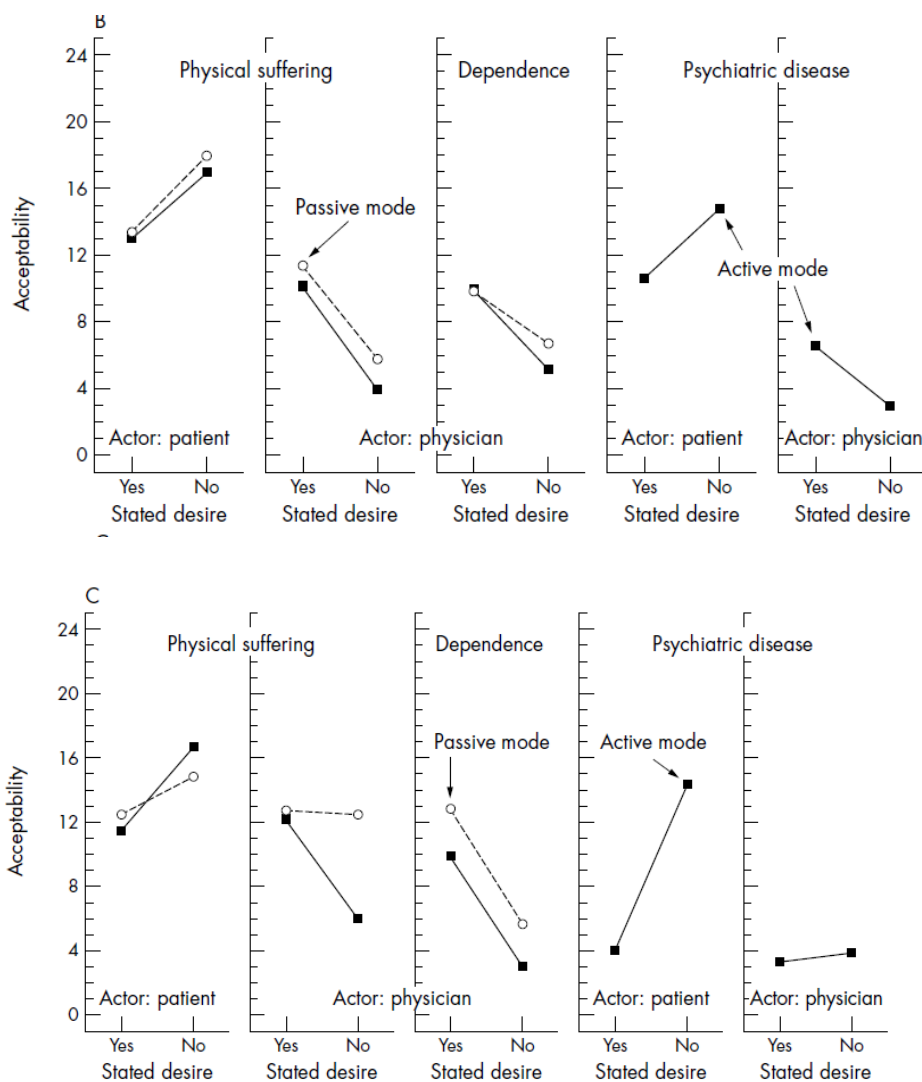 B
24
20
16
12
8
4
0
Acceptability
Physical suffering
Dependence
Psychiatric disease
Passive mode
Active mode
Actor: patient
Actor: physician
Actor: patient
Actor: physician
Yes No
Yes No
Yes No
Yes No
Yes No
Stated desire
Stated desire
Stated desire
Stated desire
Stated desire
C
24
20
16
12
8
4
0
Acceptability
Physical suffering
Dependence
Psychiatric disease
Passive mode
Active mode
Actor: patient
Actor: physician
Actor: patient
Actor: physician
Yes No
Yes No
Yes No
Yes No
Yes No
Stated desire
Stated desire
Stated desire
Stated desire
Stated desire